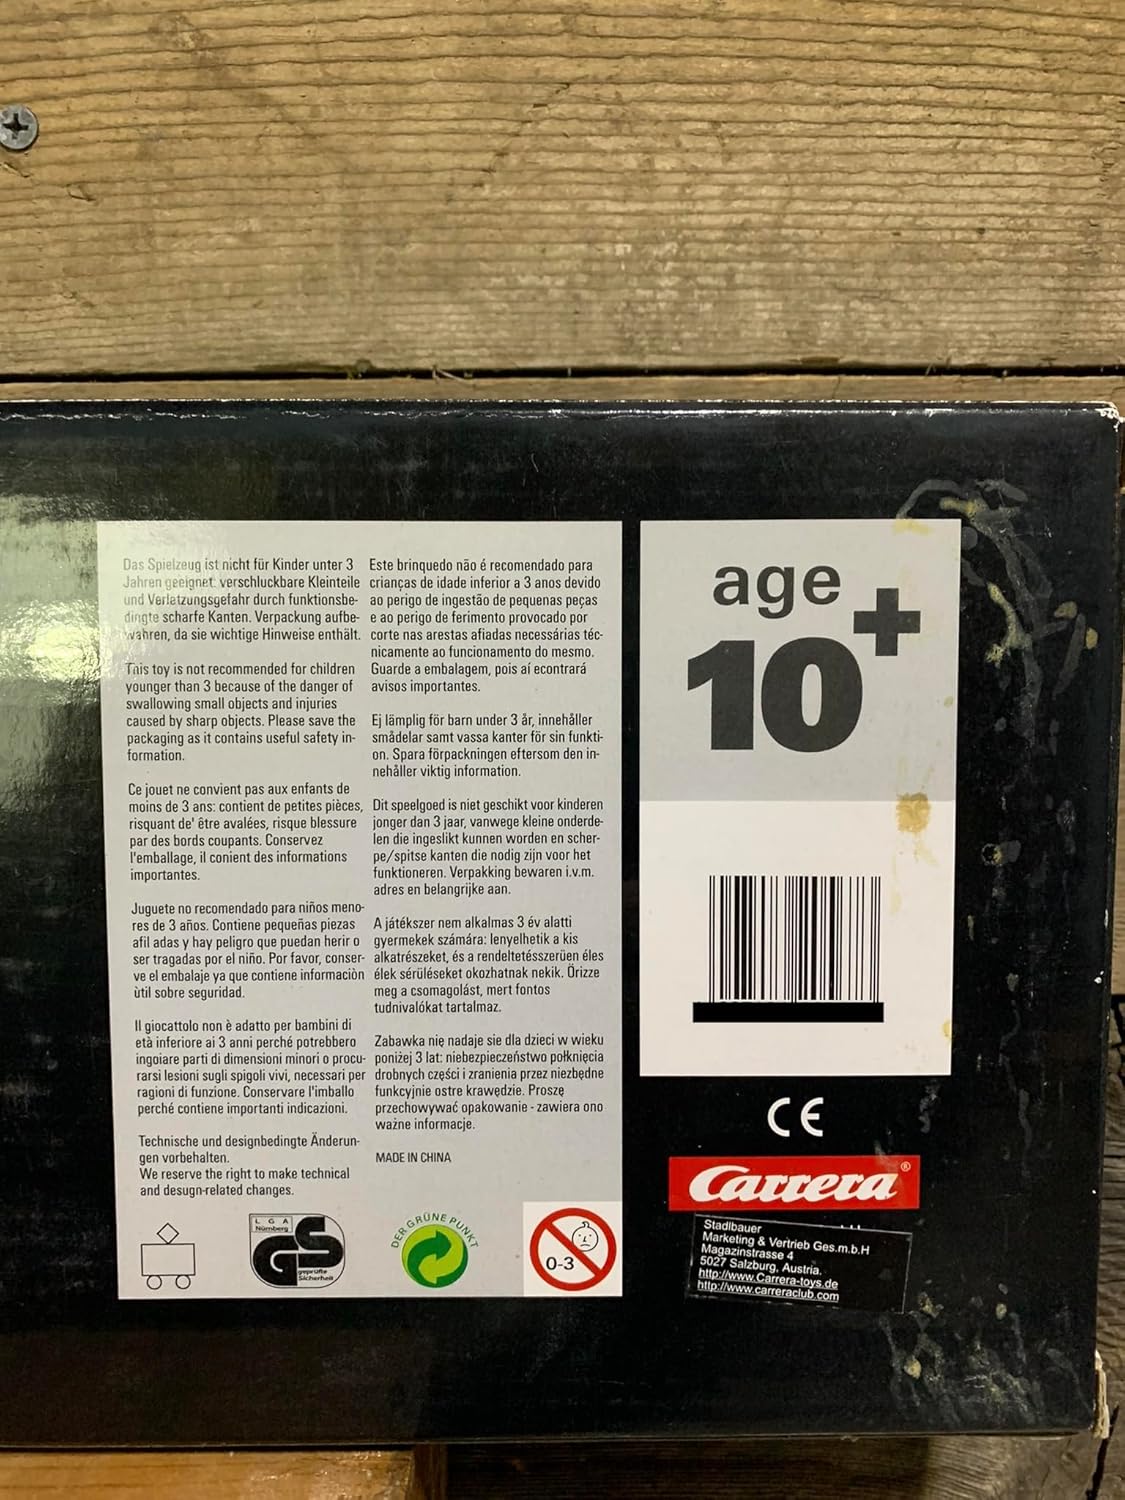 Das Spielzeug ist nicht für Kinder unter 3
Jahren geeignet: verschluckbare Kleinteile
und Verletzungsgefahr durch funktionsbe-
dingte scharfe Kanten. Verpackung aufbe-
wahren, da sie wichtige Hinweise enthält.
This toy is not recommended for children
younger than 3 because of the danger of
swallowing small objects and injuries
caused by sharp objects. Please save the
packaging as it contains useful safety in-
formation.
Ce jouet ne convient pas aux enfants de
moins de 3 ans: contient de petites pièces,
risquant de' être avalées, risque blessure
par des bords coupants. Conservez
l'emballage, il conient des informations
importantes.
Juguete no recomendado para niños meno-
res de 3 años. Contiene pequeñas piezas
afil adas y hay peligro que puedan herir o
ser tragadas por el niño. Por favor, conser-
ve el embalaje ya que contiene informaciòn
ùtil sobre seguridad.
Il giocattolo non è adatto per bambini di
età inferiore ai 3 anni perché potrebbero
ingoiare parti di dimensioni minori o procu-
rarsi lesioni sugli spigoli vivi, necessari per
ragioni di funzione. Conservare l'imballo
perché contiene importanti indicazioni.
Technische und designbedingte Änderun-
gen vorbehalten.
We reserve the right to make technical
and desugn-related changes.
Este brinquedo não é recomendado para
crianças de idade inferior a 3 anos devido
ao perigo de ingestão de pequenas peças
e ao perigo de ferimento provocado por
corte nas arestas afiadas necessárias téc-
nicamente ao funcionamento do mesmo.
Guarde a embalagem, pois aí econtrará
avisos importantes.
Ej lämplig för barn under 3 år, innehåller
smådelar samt vassa kanter för sin funkti-
on. Spara förpackningen eftersom den in-
nehåller viktig information.
Dit speelgoed is niet geschikt voor kinderen
jonger dan 3 jaar, vanwege kleine onderde-
len die ingeslikt kunnen worden en scher-
pe/spitse kanten die nodig zijn voor het
funktioneren. Verpakking bewaren i.v.m.
adres en belangrijke aan.
A játékszer nem alkalmas 3 év alatti
gyermekek számára: lenyelhetik a kis
alkatrészeket, és a rendeltetésszerüen éles
élek sérüléseket okozhatnak nekik. Örizze
meg a csomagolást, mert fontos
tudnivalókat tartalmaz.
Zabawka nię nadaje sie dla dzieci w wieku
poniżej 3 lat: niebezpieczeństwo połknięcia
drobnych części i zranienia przez niezbędne
funkcyjnie ostre krawędzie. Proszę
przechowywać opakowanie - zawiera ono
ważne informacje.
MADE IN CHINA
LGA
Nürnberg
GS
geprüfte
Sicherheit
DER GRÜNE PUNKT
0-3
age
10+
CE
Carrera®
Stadlbauer
Marketing & Vertrieb Ges.m.b.H
Magazinstrasse 4
5027 Salzburg, Austria.
http://www.Carrera-toys.de
http://www.carreraclub.com